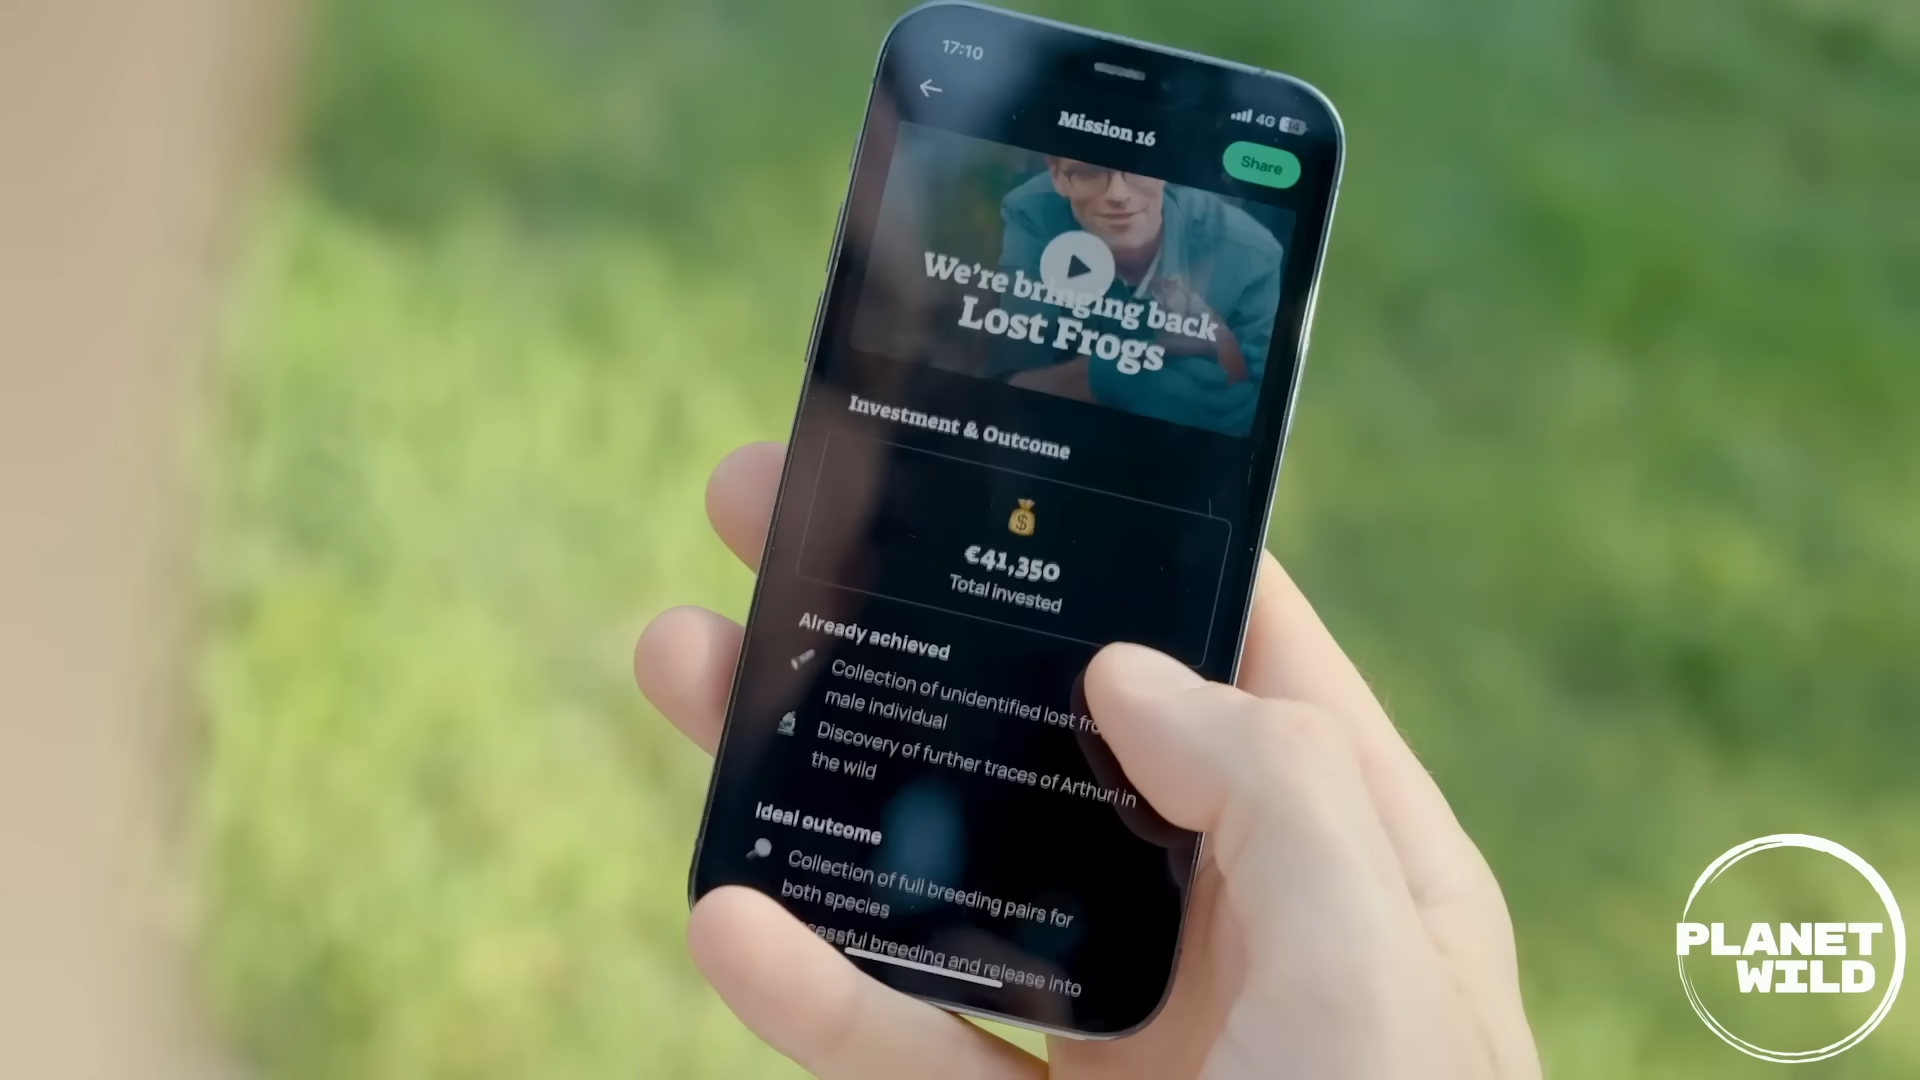 17:10
4G 34
Mission 16
Share
We're bringing back
Lost Frogs
Investment & Outcome
€41,350
Total invested
Already achieved
Collection of unidentified lost
male individual
Discovery of further traces of Arthuri in
the wild
Ideal outcome
Collection of full breeding pairs for
both species
breeding and release into
PLANET
WILD